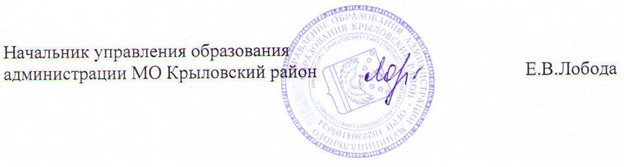 Начальник управления образования
администрации МО Крыловский район Е.В.Лобода